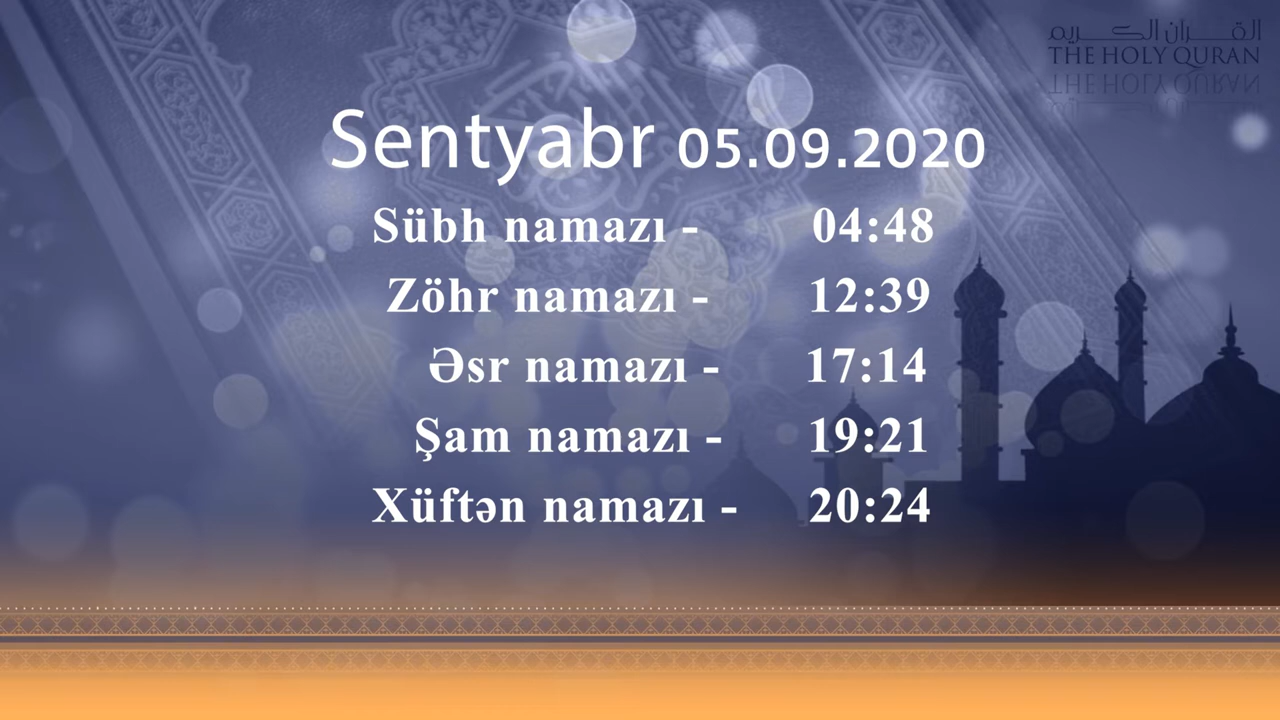 القرآن الكريم
THE HOLY QURAN
Sentyabr 05.09.2020
Sübh namazı - 04:48
Zöhr namazı - 12:39
Əsr namazı - 17:14
Şam namazı - 19:21
Xüftən namazı - 20:24